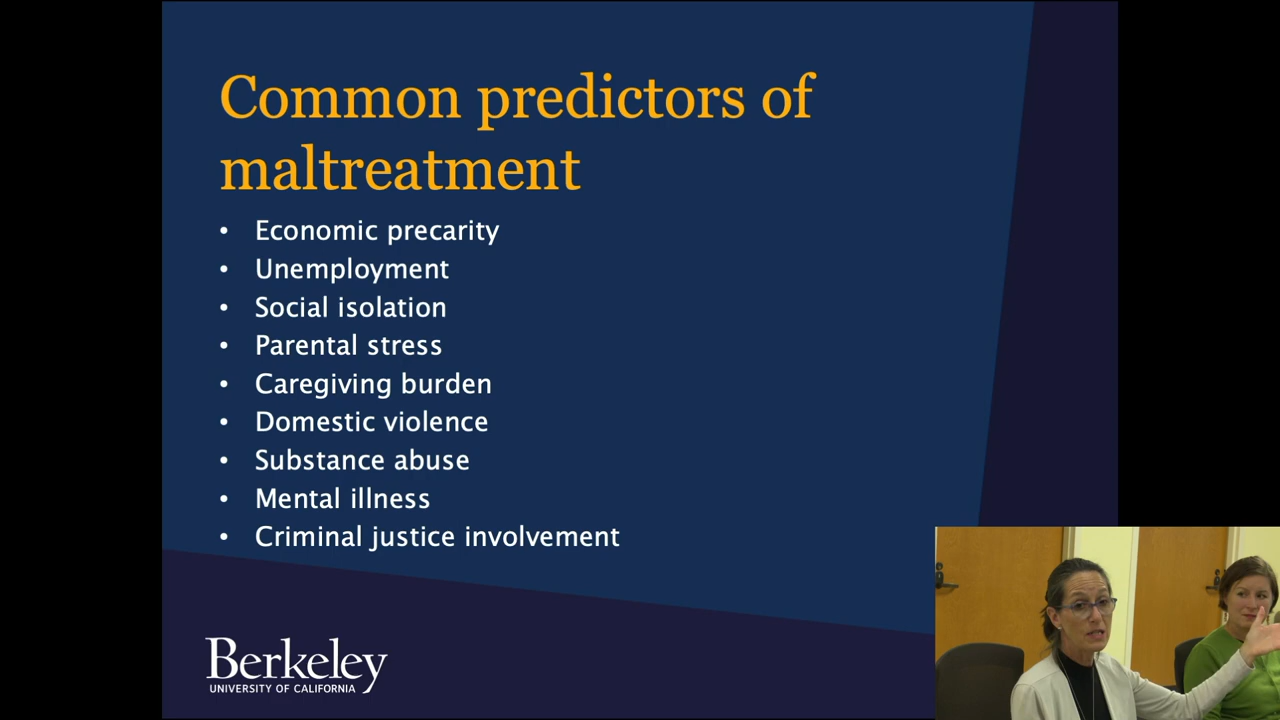 Common predictors of
maltreatment
• Economic precarity
• Unemployment
• Social isolation
• Parental stress
• Caregiving burden
• Domestic violence
• Substance abuse
• Mental illness
• Criminal justice involvement
Berkeley
UNIVERSITY OF CALIFORNIA